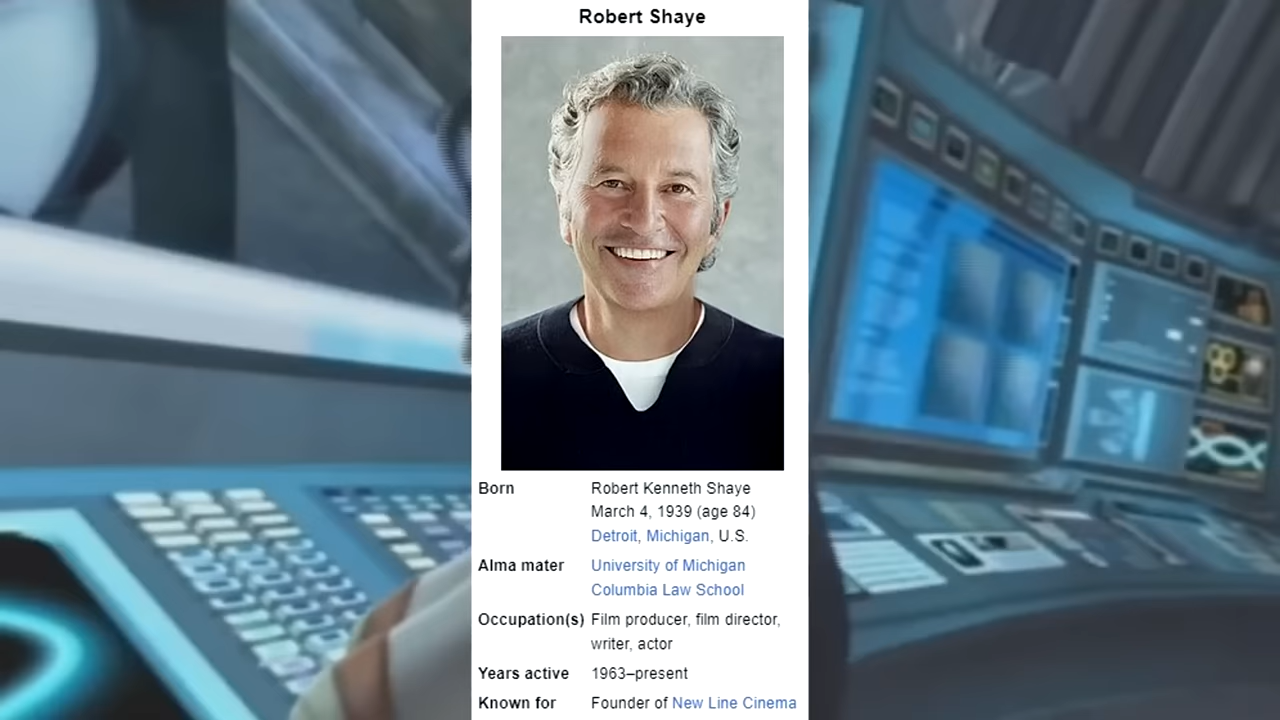 Robert Shaye
Born Robert Kenneth Shaye
March 4, 1939 (age 84)
Detroit, Michigan, U.S.
Alma mater University of Michigan
Columbia Law School
Occupation(s) Film producer, film director,
writer, actor
Years active 1963–present
Known for Founder of New Line Cinema